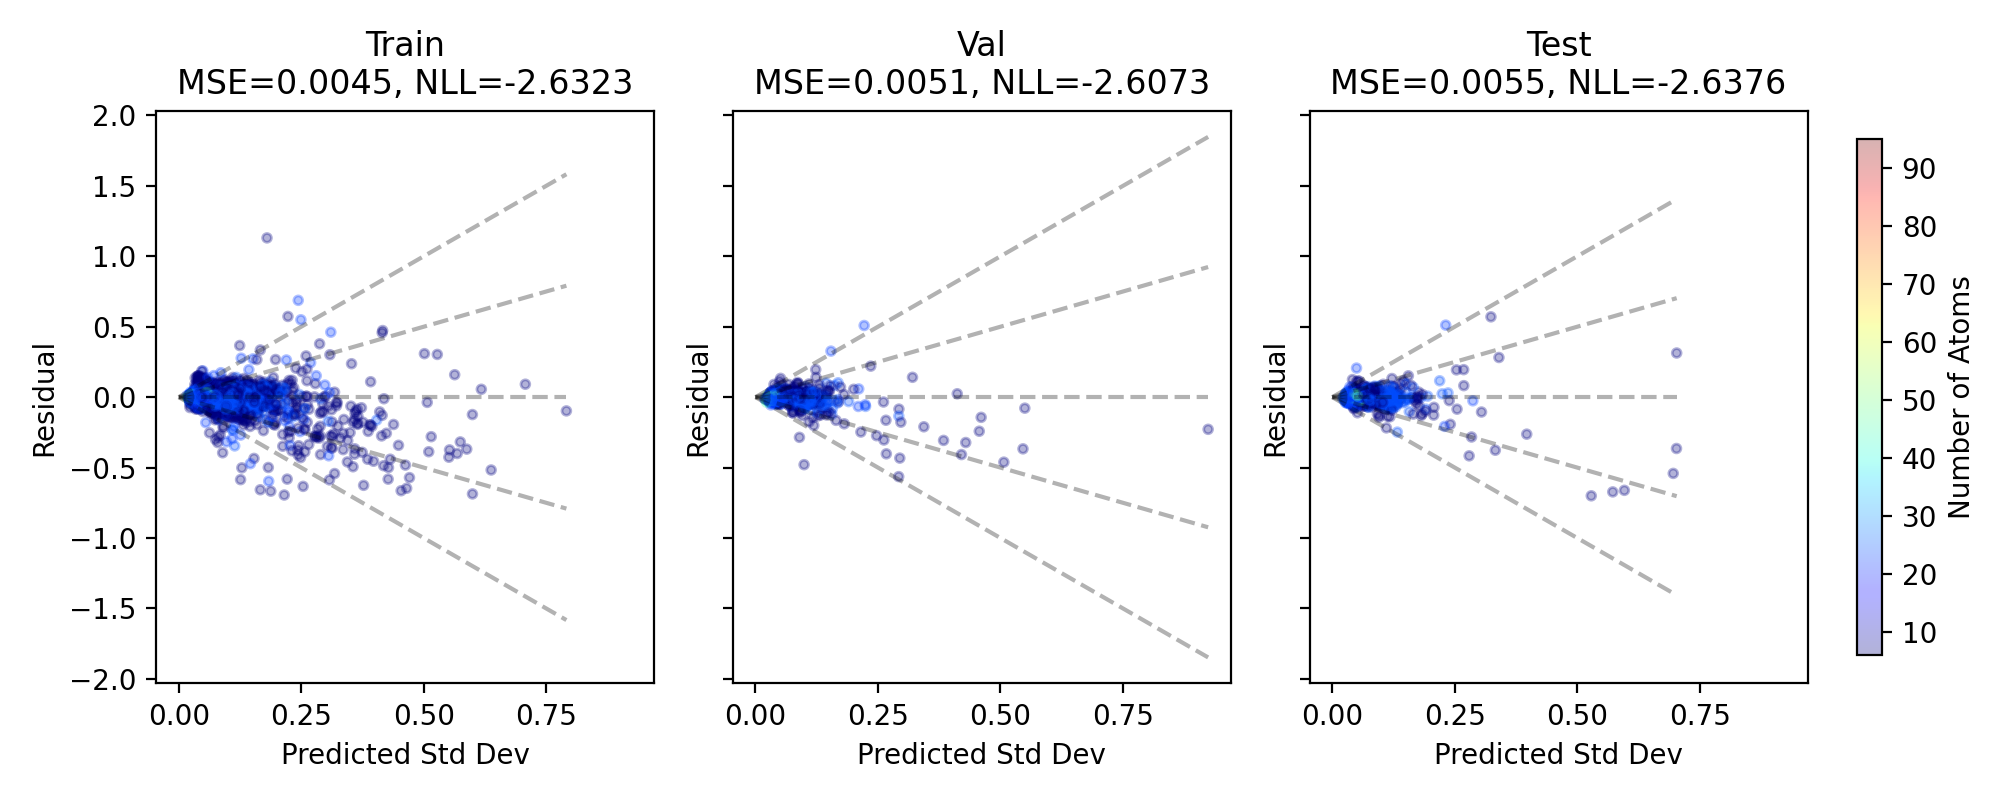 Train
MSE=0.0045, NLL=-2.6323
Val
MSE=0.0051, NLL=-2.6073
Test
MSE=0.0055, NLL=-2.6376
2.0
1.5
1.0
0.5
0.0
−0.5
−1.0
−1.5
−2.0
Residual
0.00 0.25 0.50 0.75
Predicted Std Dev
Residual
0.00 0.25 0.50 0.75
Predicted Std Dev
Residual
0.00 0.25 0.50 0.75
Predicted Std Dev
90
80
70
60
50
40
30
20
10
Number of Atoms